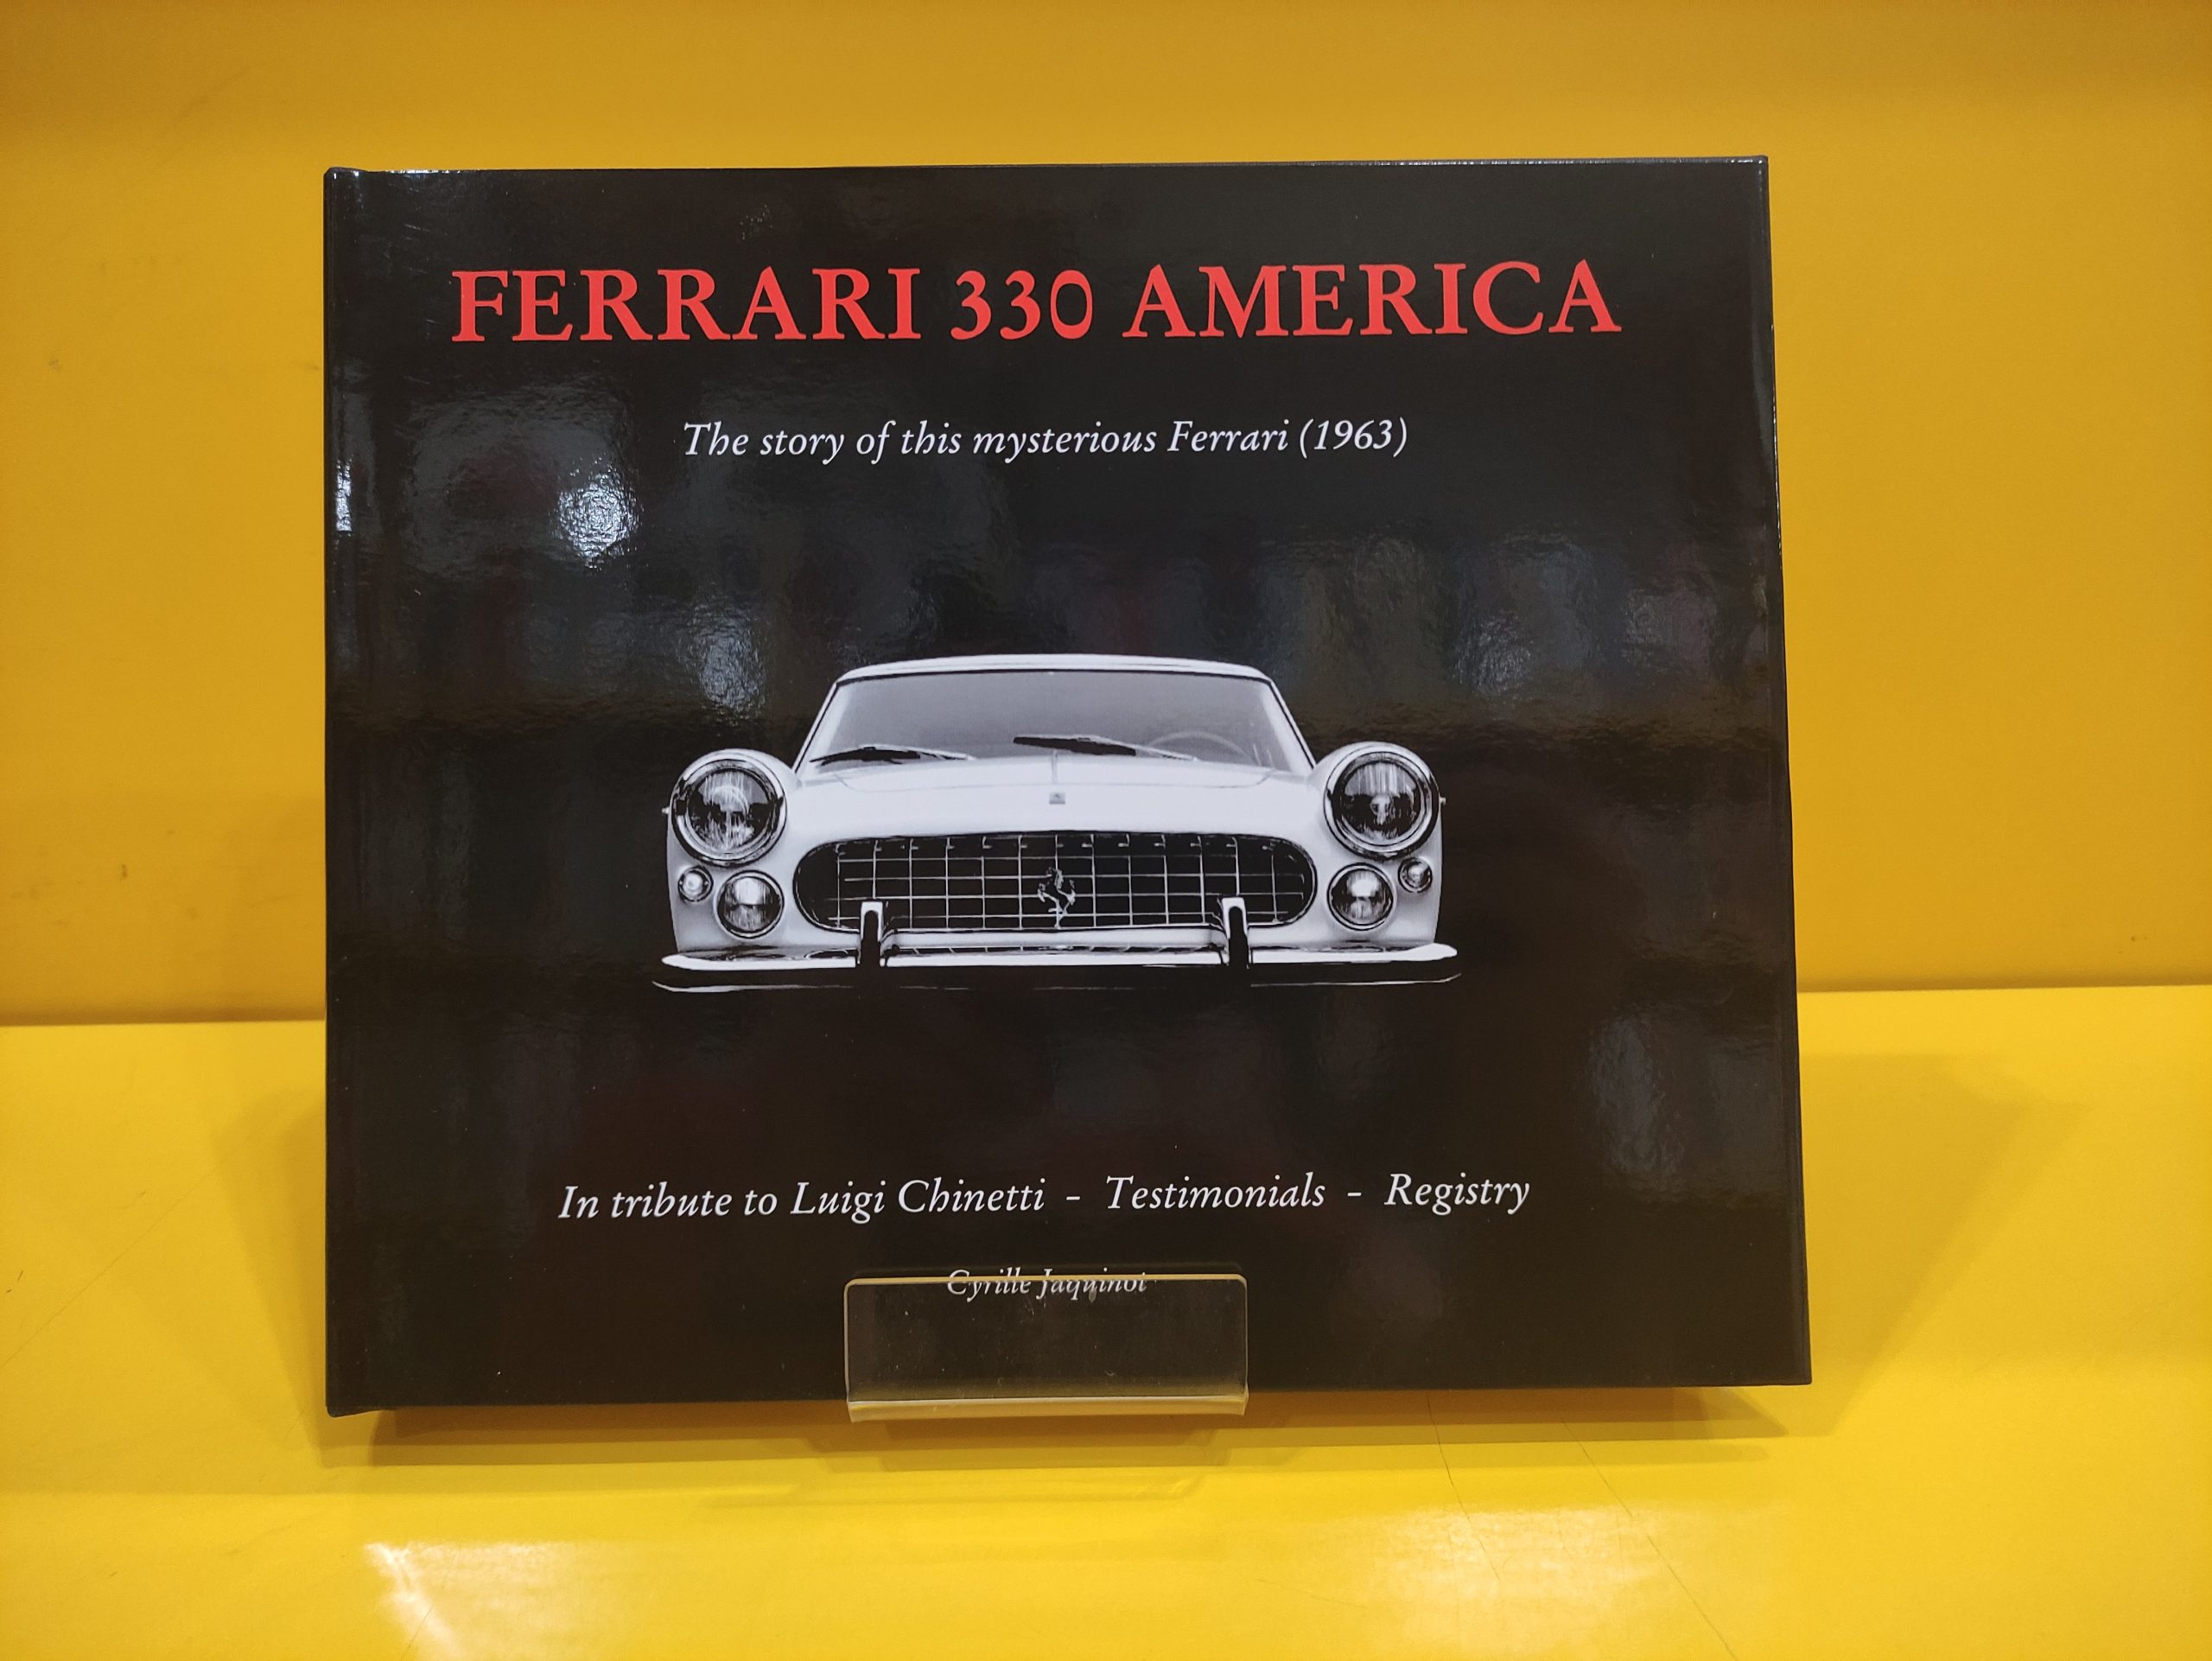 FERRARI 330 AMERICA
The story of this mysterious Ferrari (1963)
In tribute to Luigi Chinetti - Testimonials - Registry
Cyrille Jaquinot